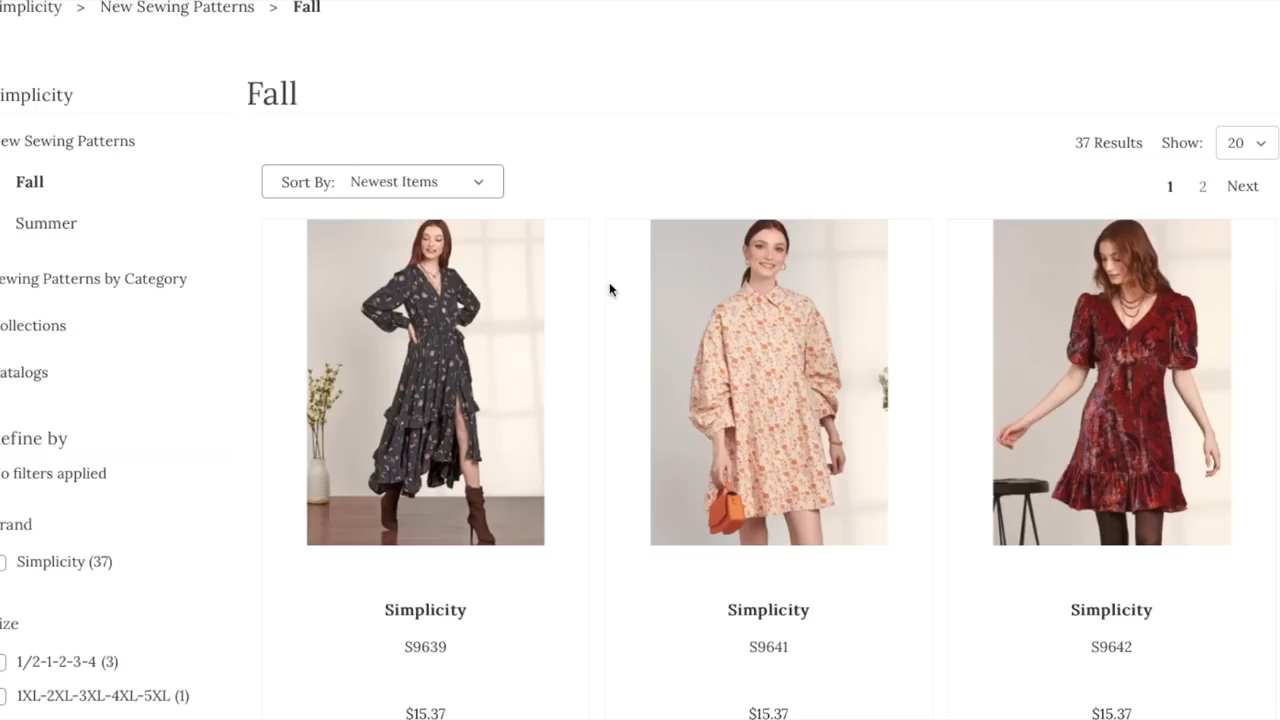 implicity > New Sewing Patterns > Fall
implicity
ew Sewing Patterns
Fall
Summer
ewing Patterns by Category
ollections
atalogs
efine by
o filters applied
rand
Simplicity (37)
ize
1/2-1-2-3-4 (3)
1XL-2XL-3XL-4XL-5XL (1)
Fall
37 Results Show: 20
Sort By: Newest Items
1 2 Next
Simplicity
S9639
$15.37
Simplicity
S9641
$15.37
Simplicity
S9642
$15.37